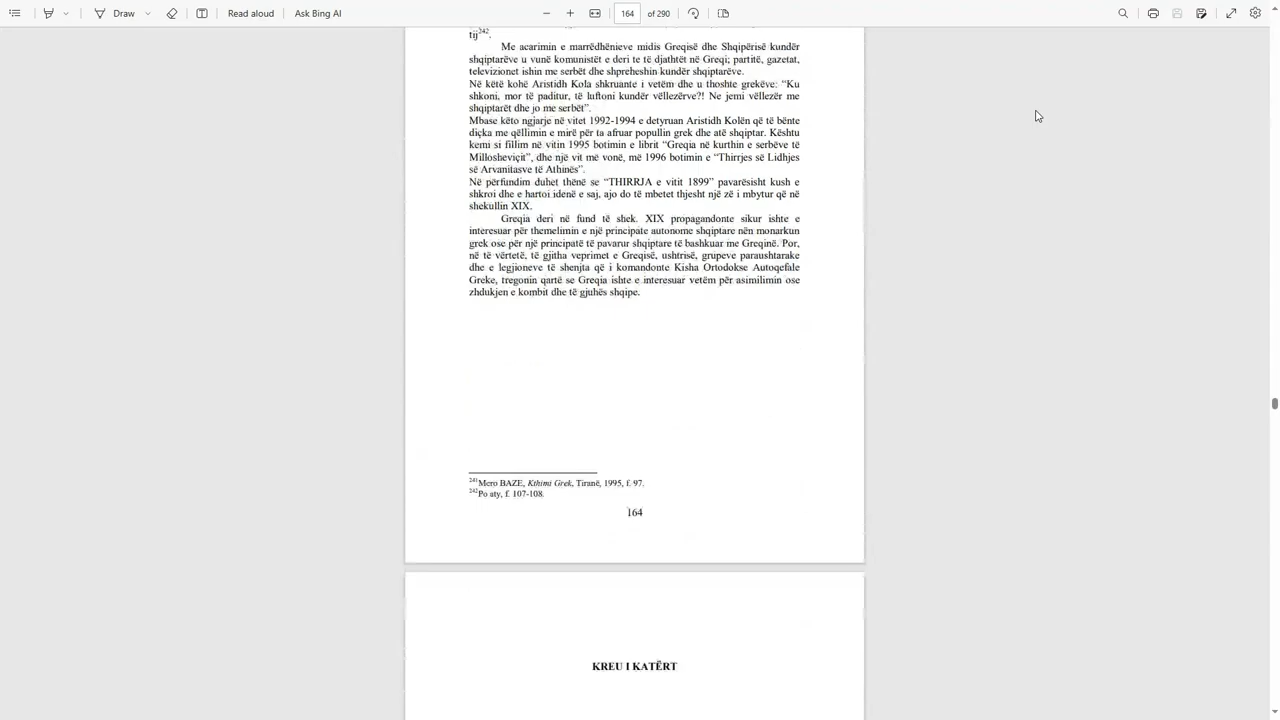 Draw
Read aloud
Ask Bing AI
164
of 290
tij242.
Me acarimin e marrëdhënieve midis Greqisë dhe Shqipërisë kundër
shqiptarëve u vunë komunistët e deri te të djathtët në Greqi; partitë, gazetat,
televizionet ishin me serbët dhe shpreheshin kundër shqiptarëve.
Në këtë kohë Aristidh Kola shkruante i vetëm dhe u thoshte grekëve: “Ku
shkoni, mor të paditur, të luftoni kundër vëllezërve?! Ne jemi vëllezër me
shqiptarët dhe jo me serbët”.
Mbase këto ngjarje në vitet 1992-1994 e detyruan Aristidh Kolën që të bënte
diçka me qëllimin e mirë për ta afruar popullin grek dhe atë shqiptar. Kështu
kemi si fillim në vitin 1995 botimin e librit “Greqia në kurthin e serbëve të
Millosheviçit”, dhe një vit më vonë, më 1996 botimin e “Thirrjes së Lidhjes
së Arvanitasve të Athinës”.
Në përfundim duhet thënë se “THIRRJA e vitit 1899” pavarësisht kush e
shkroi dhe e hartoi idenë e saj, ajo do të mbetet thjesht një zë i mbytur që në
shekullin XIX.
Greqia deri në fund të shek. XIX propagandonte sikur ishte e
interesuar për themelimin e një principate autonome shqiptare nën monarkun
grek ose për një principatë të pavarur shqiptare të bashkuar me Greqinë. Por,
në të vërtetë, të gjitha veprimet e Greqisë, ushtrisë, grupeve paraushtarake
dhe e legjioneve të shenjta që i komandonte Kisha Ortodokse Autoqefale
Greke, tregonin qartë se Greqia ishte e interesuar vetëm për asimilimin ose
zhdukjen e kombit dhe të gjuhës shqipe.
241Mero BAZE, Kthimi Grek, Tiranë, 1995, f. 97.
242Po aty, f. 107-108.
164
KREU I KATËRT